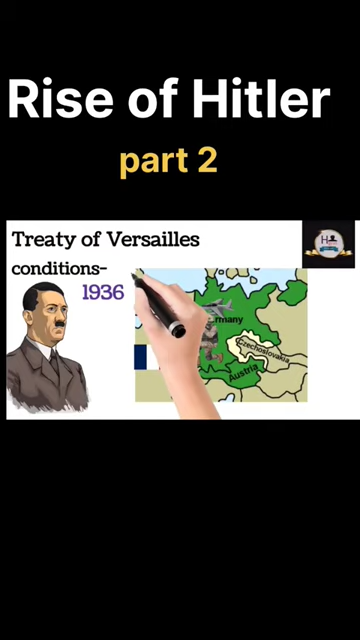 Rise of Hitler
part 2
Treaty of Versailles
conditions-
1936
Czechoslovakia
Austria